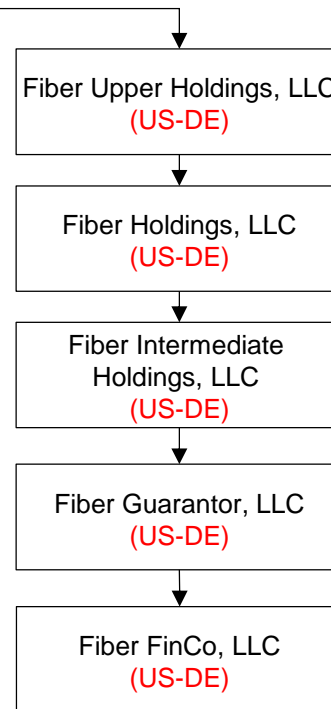 Fiber Upper Holdings, LLC
(US-DE)
Fiber Holdings, LLC
(US-DE)
Fiber Intermediate
Holdings, LLC
(US-DE)
Fiber Guarantor, LLC
(US-DE)
Fiber FinCo, LLC
(US-DE)